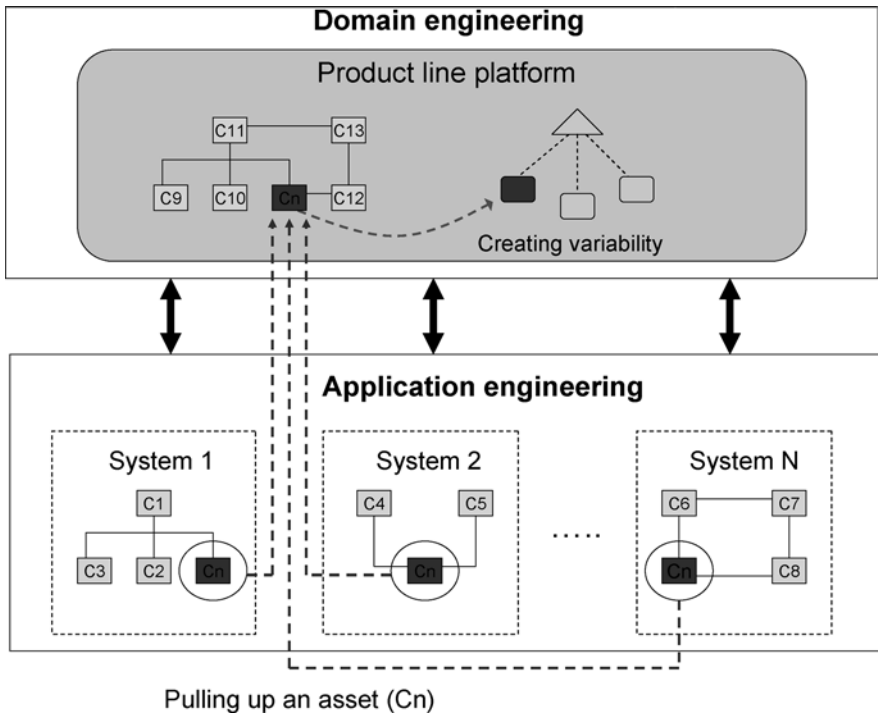 Domain engineering
Product line platform
C11
C13
C9
C10
Cn
C12
Creating variability
Application engineering
System 1
System 2
System N
C1
C4
C5
C6
C7
.....
C3
C2
Cn
Cn
Cn
C8
Pulling up an asset (Cn)